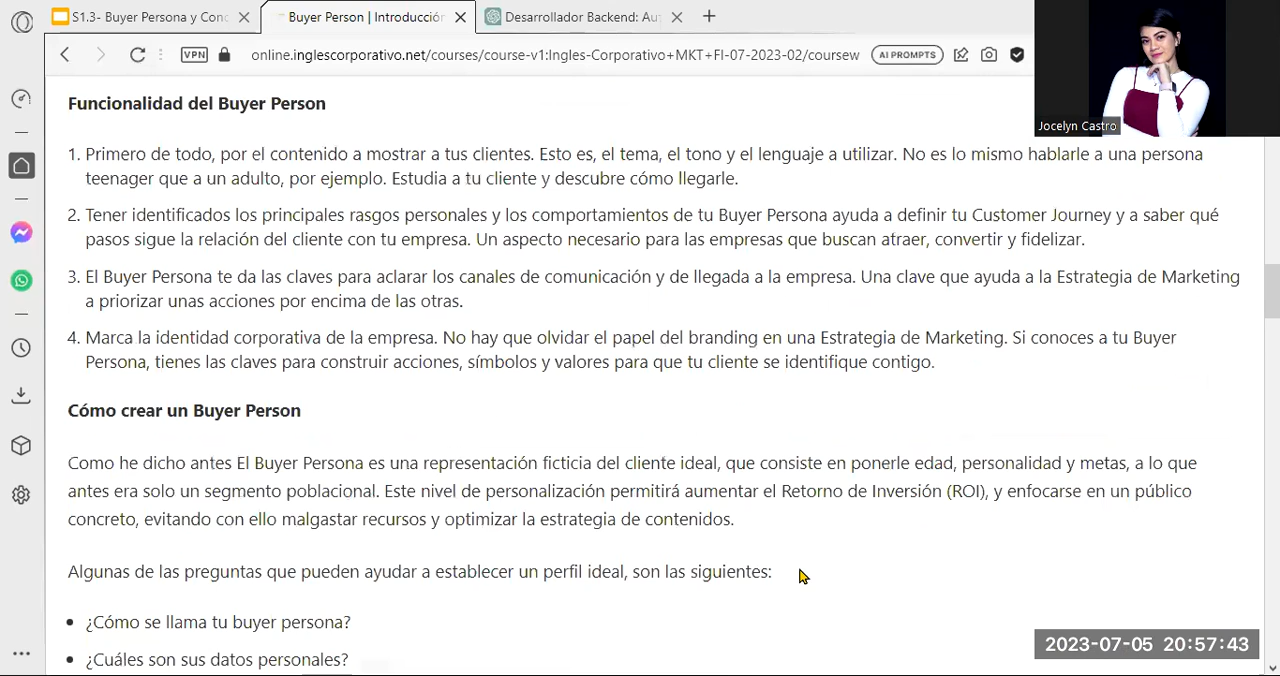 S1.3- Buyer Persona y Con
Buyer Person | Introducción
Desarrollador Backend: Au
VPN
online.inglescorporativo.net/courses/course-v1:Ingles-Corporativo+MKT+FI-07-2023-02/coursew
AI PROMPTS
Jocelyn Castro
Funcionalidad del Buyer Person
1. Primero de todo, por el contenido a mostrar a tus clientes. Esto es, el tema, el tono y el lenguaje a utilizar. No es lo mismo hablarle a una persona
teenager que a un adulto, por ejemplo. Estudia a tu cliente y descubre cómo llegarle.
2. Tener identificados los principales rasgos personales y los comportamientos de tu Buyer Persona ayuda a definir tu Customer Journey y a saber qué
pasos sigue la relación del cliente con tu empresa. Un aspecto necesario para las empresas que buscan atraer, convertir y fidelizar.
3. El Buyer Persona te da las claves para aclarar los canales de comunicación y de llegada a la empresa. Una clave que ayuda a la Estrategia de Marketing
a priorizar unas acciones por encima de las otras.
4. Marca la identidad corporativa de la empresa. No hay que olvidar el papel del branding en una Estrategia de Marketing. Si conoces a tu Buyer
Persona, tienes las claves para construir acciones, símbolos y valores para que tu cliente se identifique contigo.
Cómo crear un Buyer Person
Como he dicho antes El Buyer Persona es una representación ficticia del cliente ideal, que consiste en ponerle edad, personalidad y metas, a lo que
antes era solo un segmento poblacional. Este nivel de personalización permitirá aumentar el Retorno de Inversión (ROI), y enfocarse en un público
concreto, evitando con ello malgastar recursos y optimizar la estrategia de contenidos.
Algunas de las preguntas que pueden ayudar a establecer un perfil ideal, son las siguientes:
• ¿Cómo se llama tu buyer persona?
• ¿Cuáles son sus datos personales?
2023-07-05 20:57:43